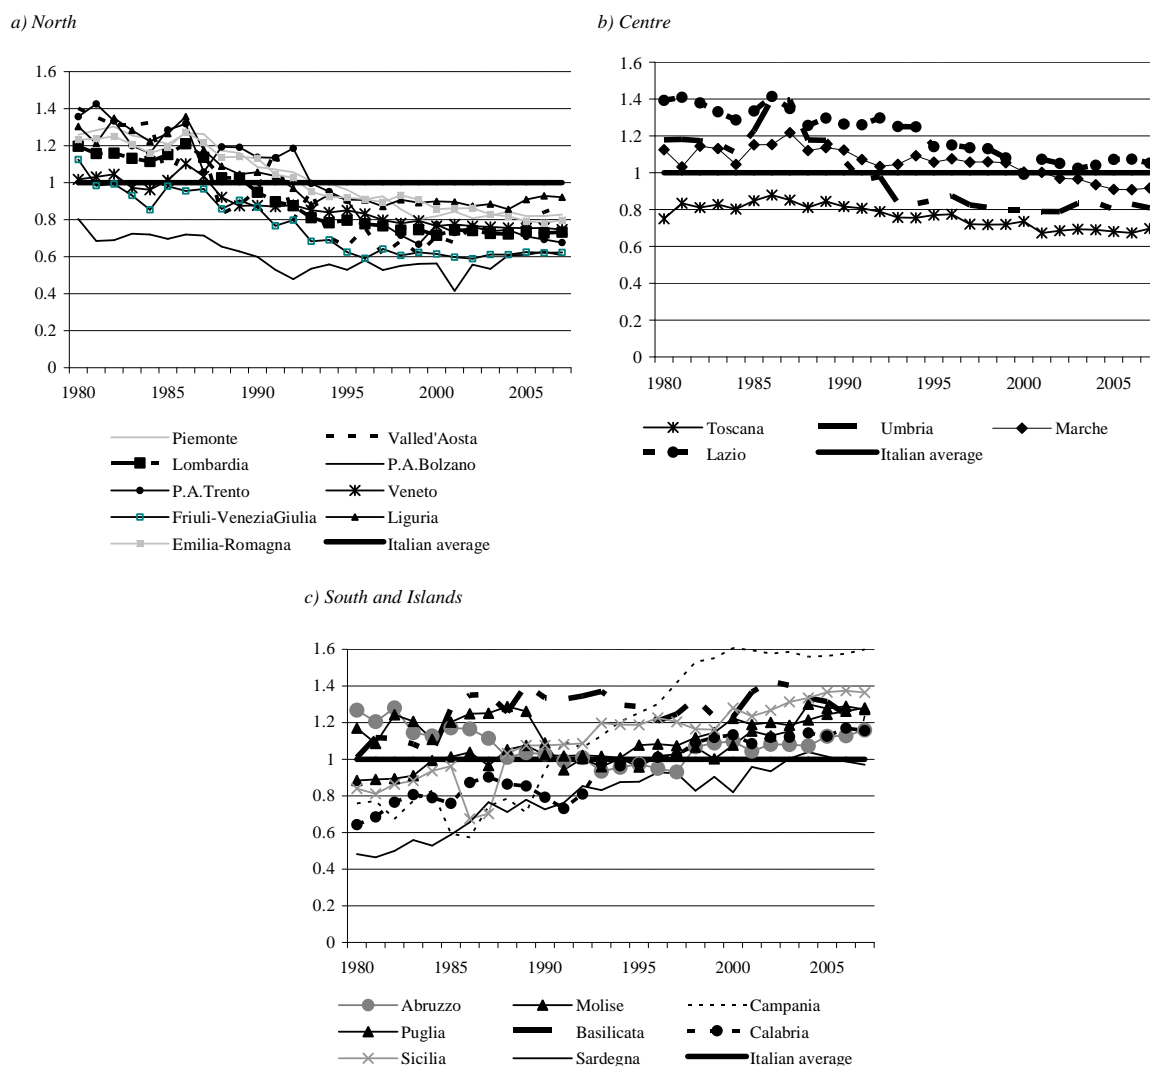 a) North
1.6
1.4
1.2
1
0.8
0.6
0.4
0.2
0
1980 1985 1990 1995 2000 2005
Piemonte Valled'Aosta
Lombardia P.A.Bolzano
P.A.Trento Veneto
Friuli-VeneziaGiulia Liguria
Emilia-Romagna Italian average
b) Centre
1.6
1.4
1.2
1
0.8
0.6
0.4
0.2
0
1980 1985 1990 1995 2000 2005
Toscana Umbria Marche
Lazio Italian average
c) South and Islands
1.6
1.4
1.2
1
0.8
0.6
0.4
0.2
0
1980 1985 1990 1995 2000 2005
Abruzzo Molise Campania
Puglia Basilicata Calabria
Sicilia Sardegna Italian average